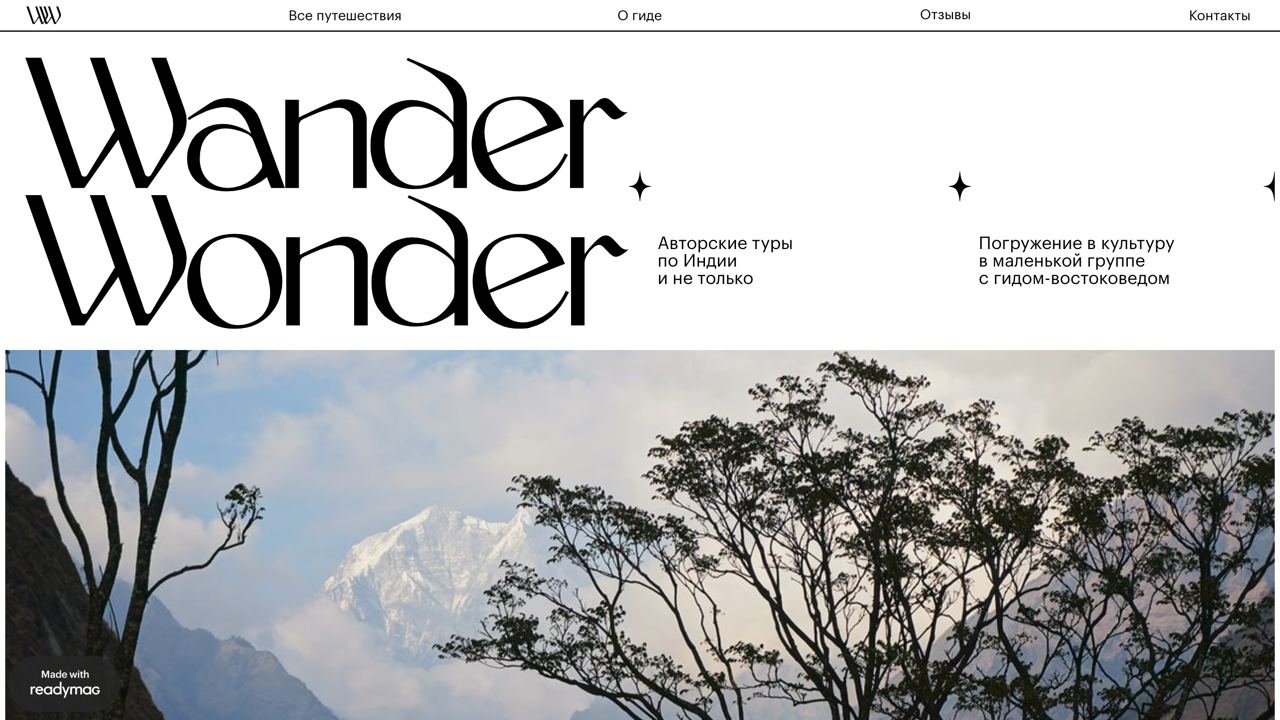 Все путешествия
О гиде
Отзывы
Контакты
Wander
Wonder
Авторские туры
по Индии
и не только
Погружение в культуру
в маленькой группе
с гидом-востоковедом
Made with
readymag